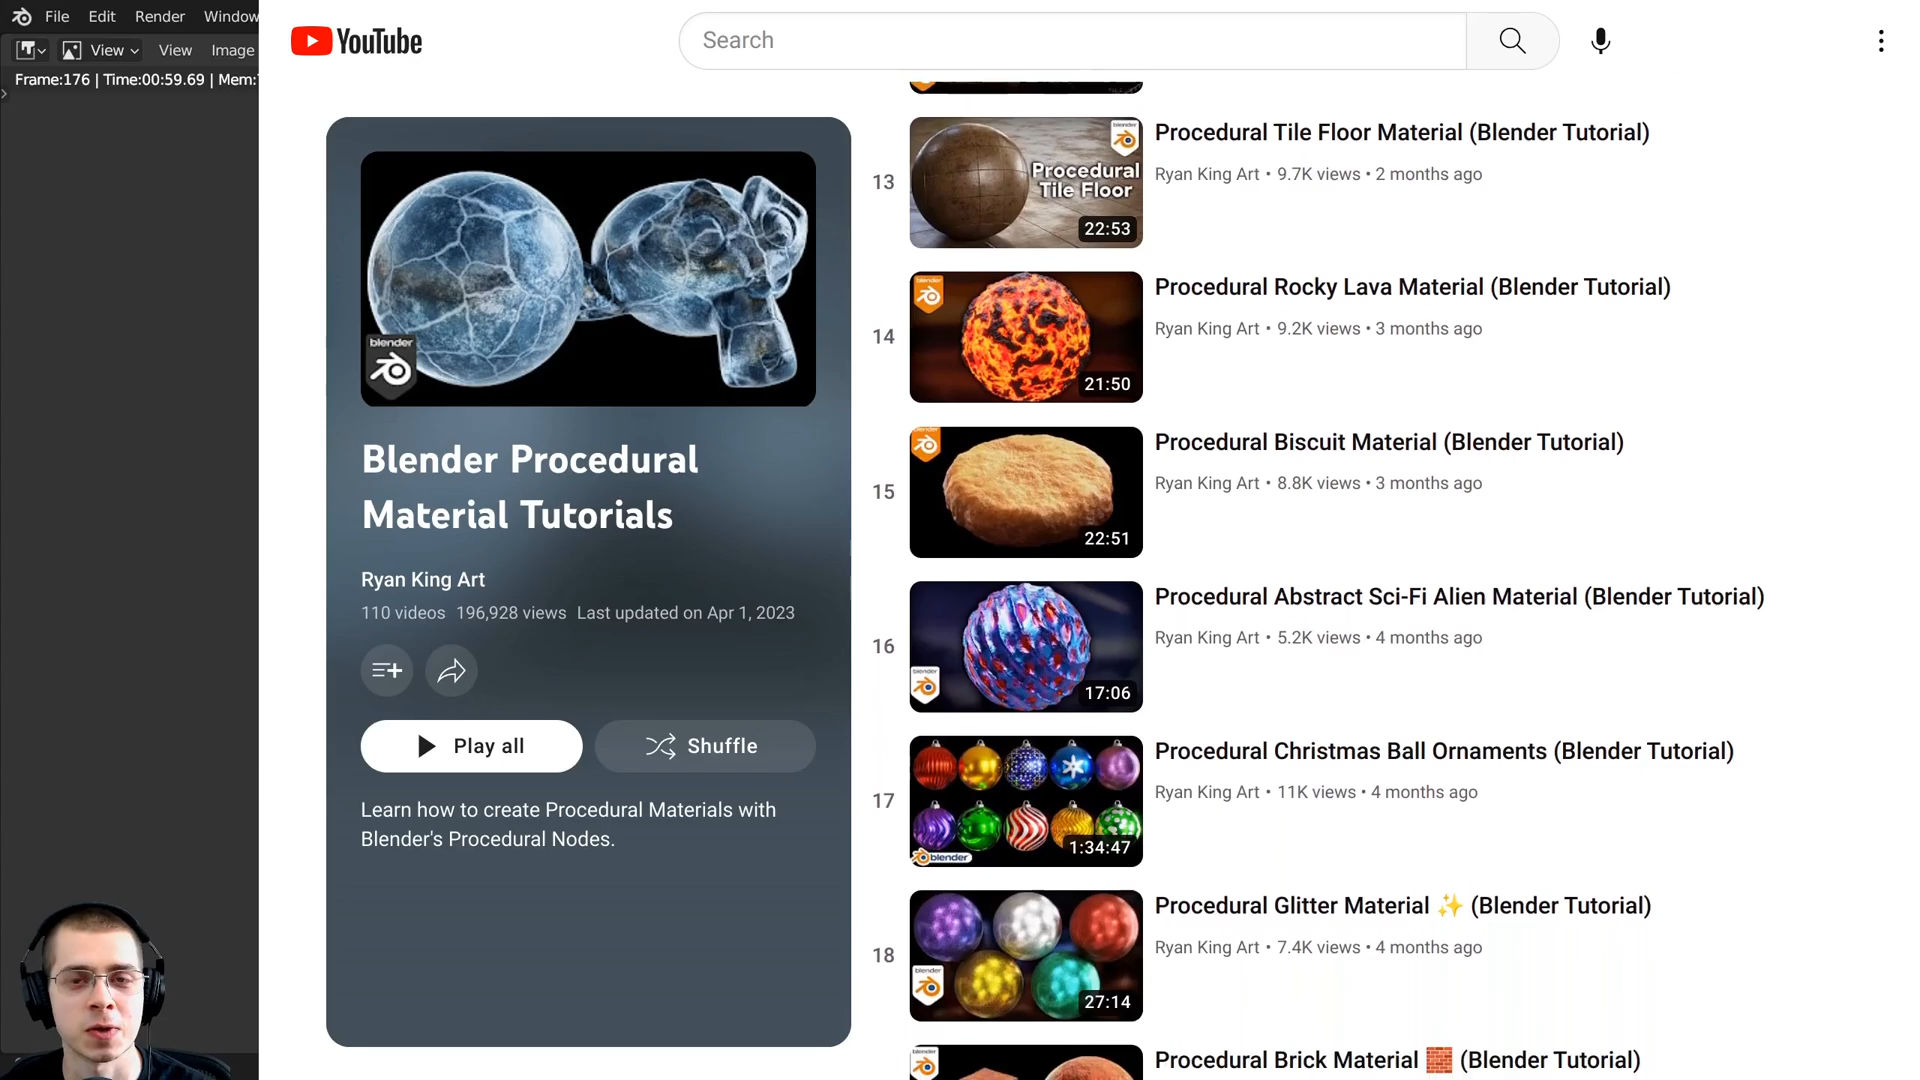 File Edit Render Window
View View Image
Frame:176 | Time:00:59.69 | Mem:
YouTube
Search
blender
Blender Procedural
Material Tutorials
Ryan King Art
110 videos 196,928 views Last updated on Apr 1, 2023
Play all
Shuffle
Learn how to create Procedural Materials with
Blender's Procedural Nodes.
13
blender
Procedural
Tile Floor
22:53
Procedural Tile Floor Material (Blender Tutorial)
Ryan King Art • 9.7K views • 2 months ago
14
blender
21:50
Procedural Rocky Lava Material (Blender Tutorial)
Ryan King Art • 9.2K views • 3 months ago
15
blender
22:51
Procedural Biscuit Material (Blender Tutorial)
Ryan King Art • 8.8K views • 3 months ago
16
blender
17:06
Procedural Abstract Sci-Fi Alien Material (Blender Tutorial)
Ryan King Art • 5.2K views • 4 months ago
17
blender
1:34:47
Procedural Christmas Ball Ornaments (Blender Tutorial)
Ryan King Art • 11K views • 4 months ago
18
blender
27:14
Procedural Glitter Material ✨ (Blender Tutorial)
Ryan King Art • 7.4K views • 4 months ago
blender
Procedural Brick Material 🧱 (Blender Tutorial)